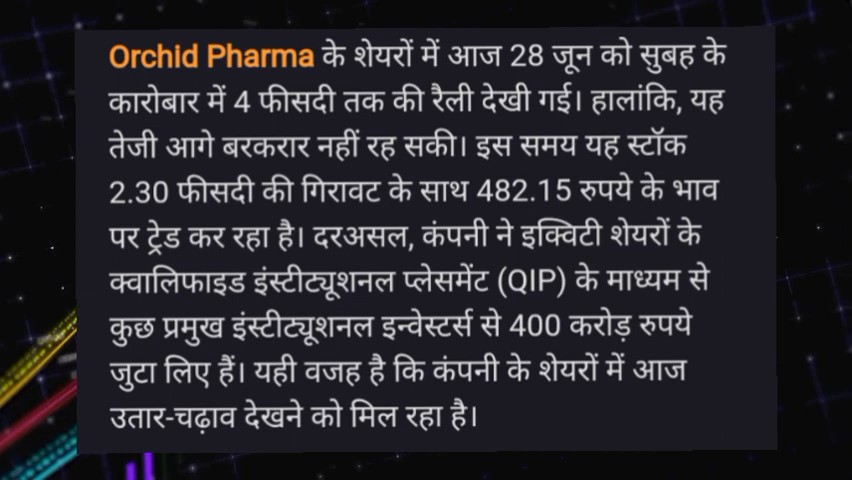 Orchid Pharma के शेयरों में आज 28 जून को सुबह के
कारोबार में 4 फीसदी तक की रैली देखी गई। हालांकि, यह
तेजी आगे बरकरार नहीं रह सकी। इस समय यह स्टॉक
2.30 फीसदी की गिरावट के साथ 482.15 रुपये के भाव
पर ट्रेड कर रहा है। दरअसल, कंपनी ने इक्विटी शेयरों के
क्वालिफाइड इंस्टीट्यूशनल प्लेसमेंट (QIP) के माध्यम से
कुछ प्रमुख इंस्टीट्यूशनल इन्वेस्टर्स से 400 करोड़ रुपये
जुटा लिए हैं। यही वजह है कि कंपनी के शेयरों में आज
उतार-चढ़ाव देखने को मिल रहा है।